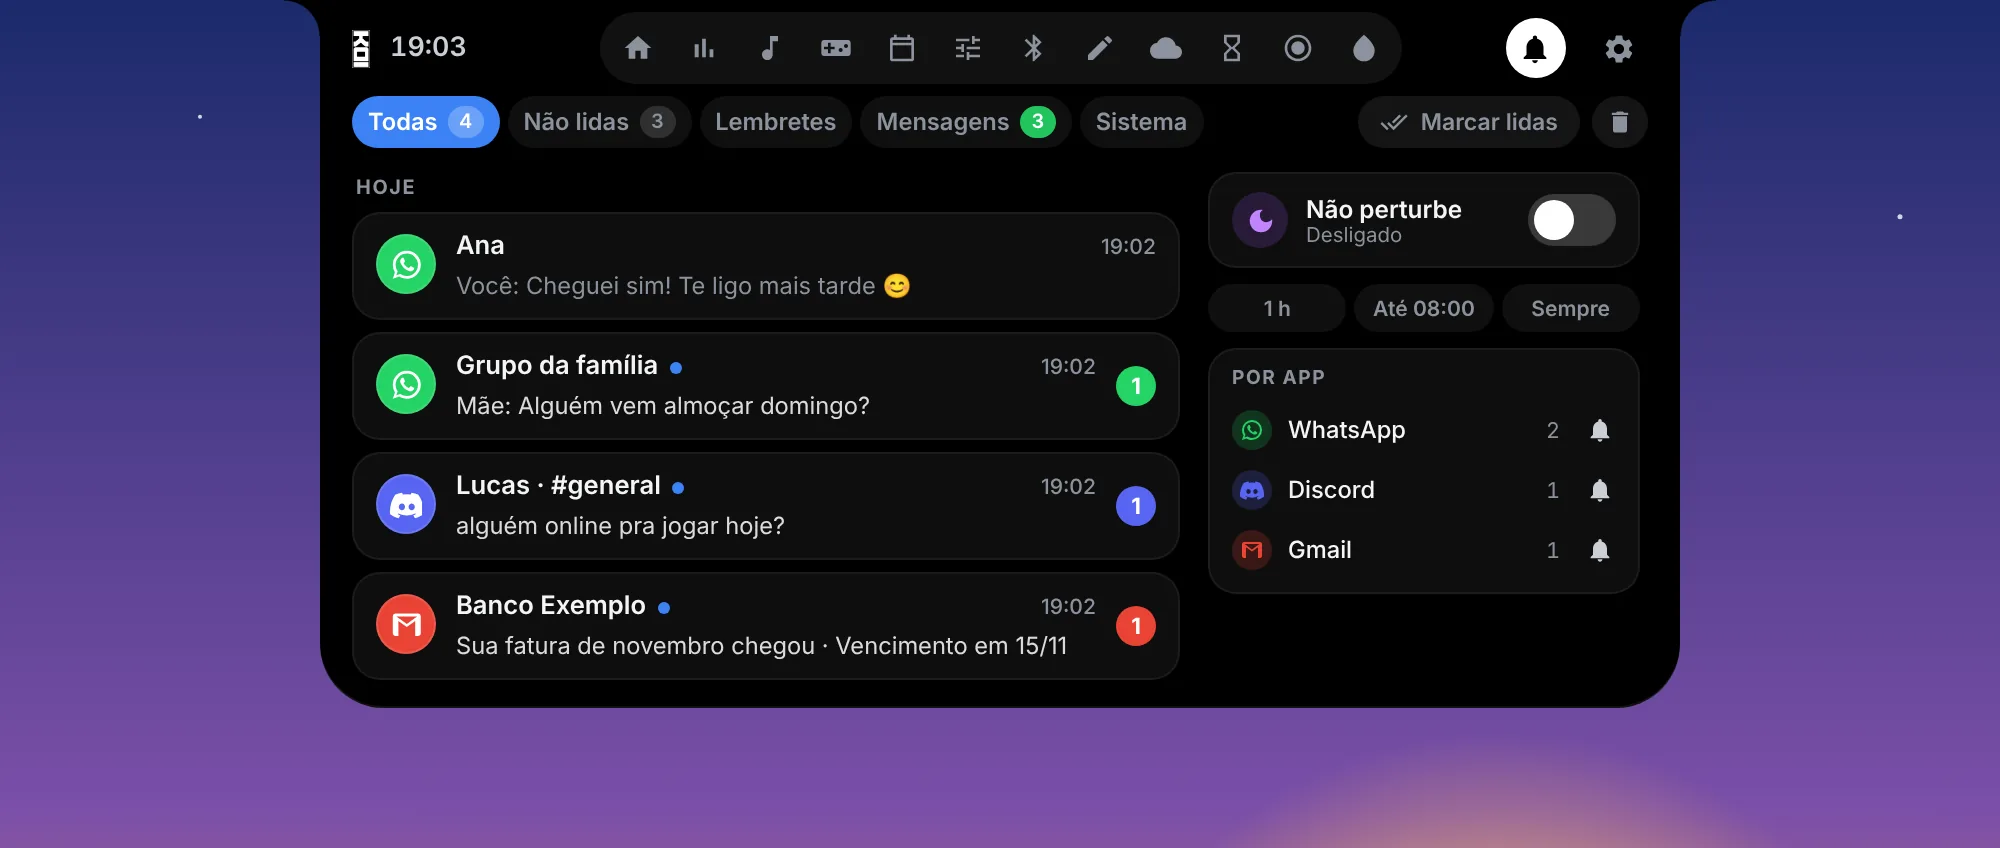 19:03
Todas 4
Não lidas 3
Lembretes
Mensagens 3
Sistema
Marcar lidas
HOJE
Ana 19:02
Você: Cheguei sim! Te ligo mais tarde 😊
Grupo da família 19:02
Mãe: Alguém vem almoçar domingo?
1
Lucas · #general 19:02
alguém online pra jogar hoje?
1
Banco Exemplo 19:02
Sua fatura de novembro chegou · Vencimento em 15/11
1
Não perturbe
Desligado
1 h
Até 08:00
Sempre
POR APP
WhatsApp 2
Discord 1
Gmail 1